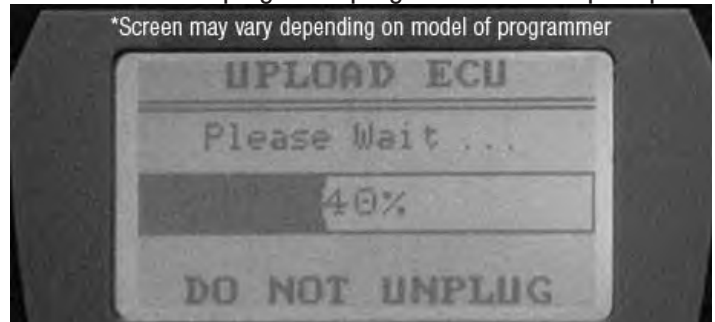 *Screen may vary depending on model of programmer
UPLOAD ECU
Please Wait ...
40%
DO NOT UNPLUG